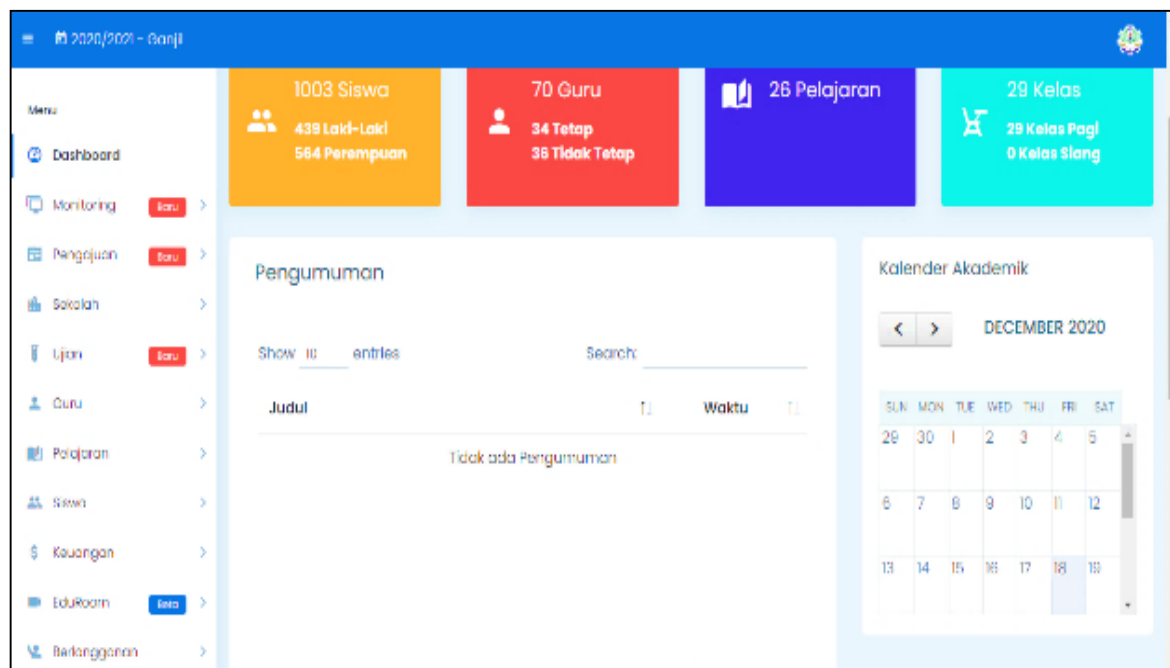 2020/2021 - Ganjil
Menu
Dashboard
Monitoring Baru
Pengajuan Baru
Sekolah
Ujian Baru
Guru
Pelajaran
Siswa
Keuangan
EduRoom Beta
Berlangganan
1003 Siswa
439 Laki-Laki
564 Perempuan
70 Guru
34 Tetap
36 Tidak Tetap
26 Pelajaran
29 Kelas
29 Kelas Pagi
0 Kelas Siang
Pengumuman
Show 10 entries Search:
Judul Waktu
Tidak ada Pengumuman
Kalender Akademik
DECEMBER 2020
SUN MON TUE WED THU FRI SAT
29 30 1 2 3 4 5
6 7 8 9 10 11 12
13 14 15 16 17 18 19